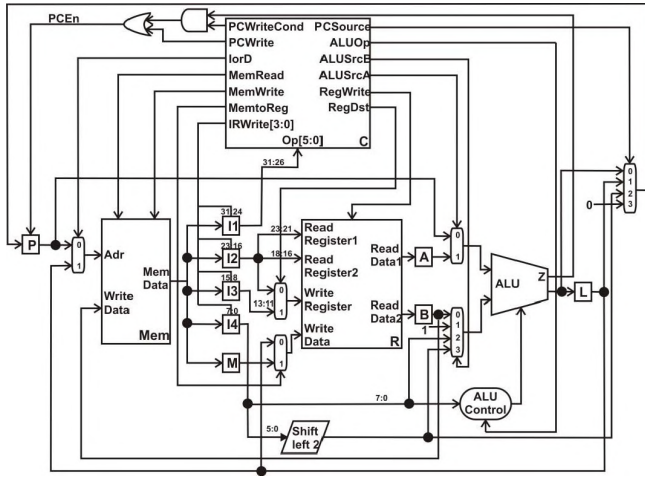 PCEn
PCWriteCond PCSource
PCWrite ALUOp
IorD ALUSrcB
MemRead ALUSrcA
MemWrite RegWrite
MemtoReg RegDst
IRWrite[3:0]
Op[5:0] C
31:26
31:24
I1
P
0
1
Adr
Write
Data
Mem
Data
Mem
23:16
I2
15:8
I3
7:0
I4
M
23:21
18:16
13:11
0
1
0
1
Read
Register1
Read
Register2
Write
Register
Write
Data
Read
Data1
Read
Data2
R
A
B
0
1
0
1
2
3
1
ALU
Z
L
0
1
2
3
0
7:0
ALU
Control
5:0
Shift
left 2